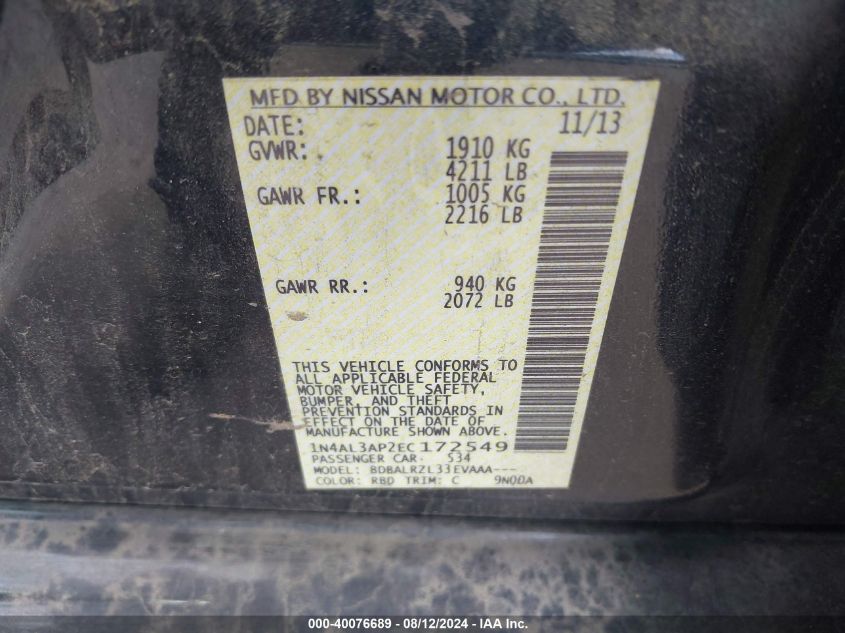 MFD BY NISSAN MOTOR CO., LTD.
DATE: 11/13
GVWR: 1910 KG
4211 LB
GAWR FR.: 1005 KG
2216 LB
GAWR RR.: 940 KG
2072 LB
THIS VEHICLE CONFORMS TO
ALL APPLICABLE FEDERAL
MOTOR VEHICLE SAFETY,
BUMPER, AND THEFT
PREVENTION STANDARDS IN
EFFECT ON THE DATE OF
MANUFACTURE SHOWN ABOVE.
1N4AL3AP2EC172549
PASSENGER CAR 534
MODEL: BDBALRZL33EVAAA---
COLOR: RBD TRIM: C 9N00A
000-40076689 / 08/12/2024 - IAA Inc.